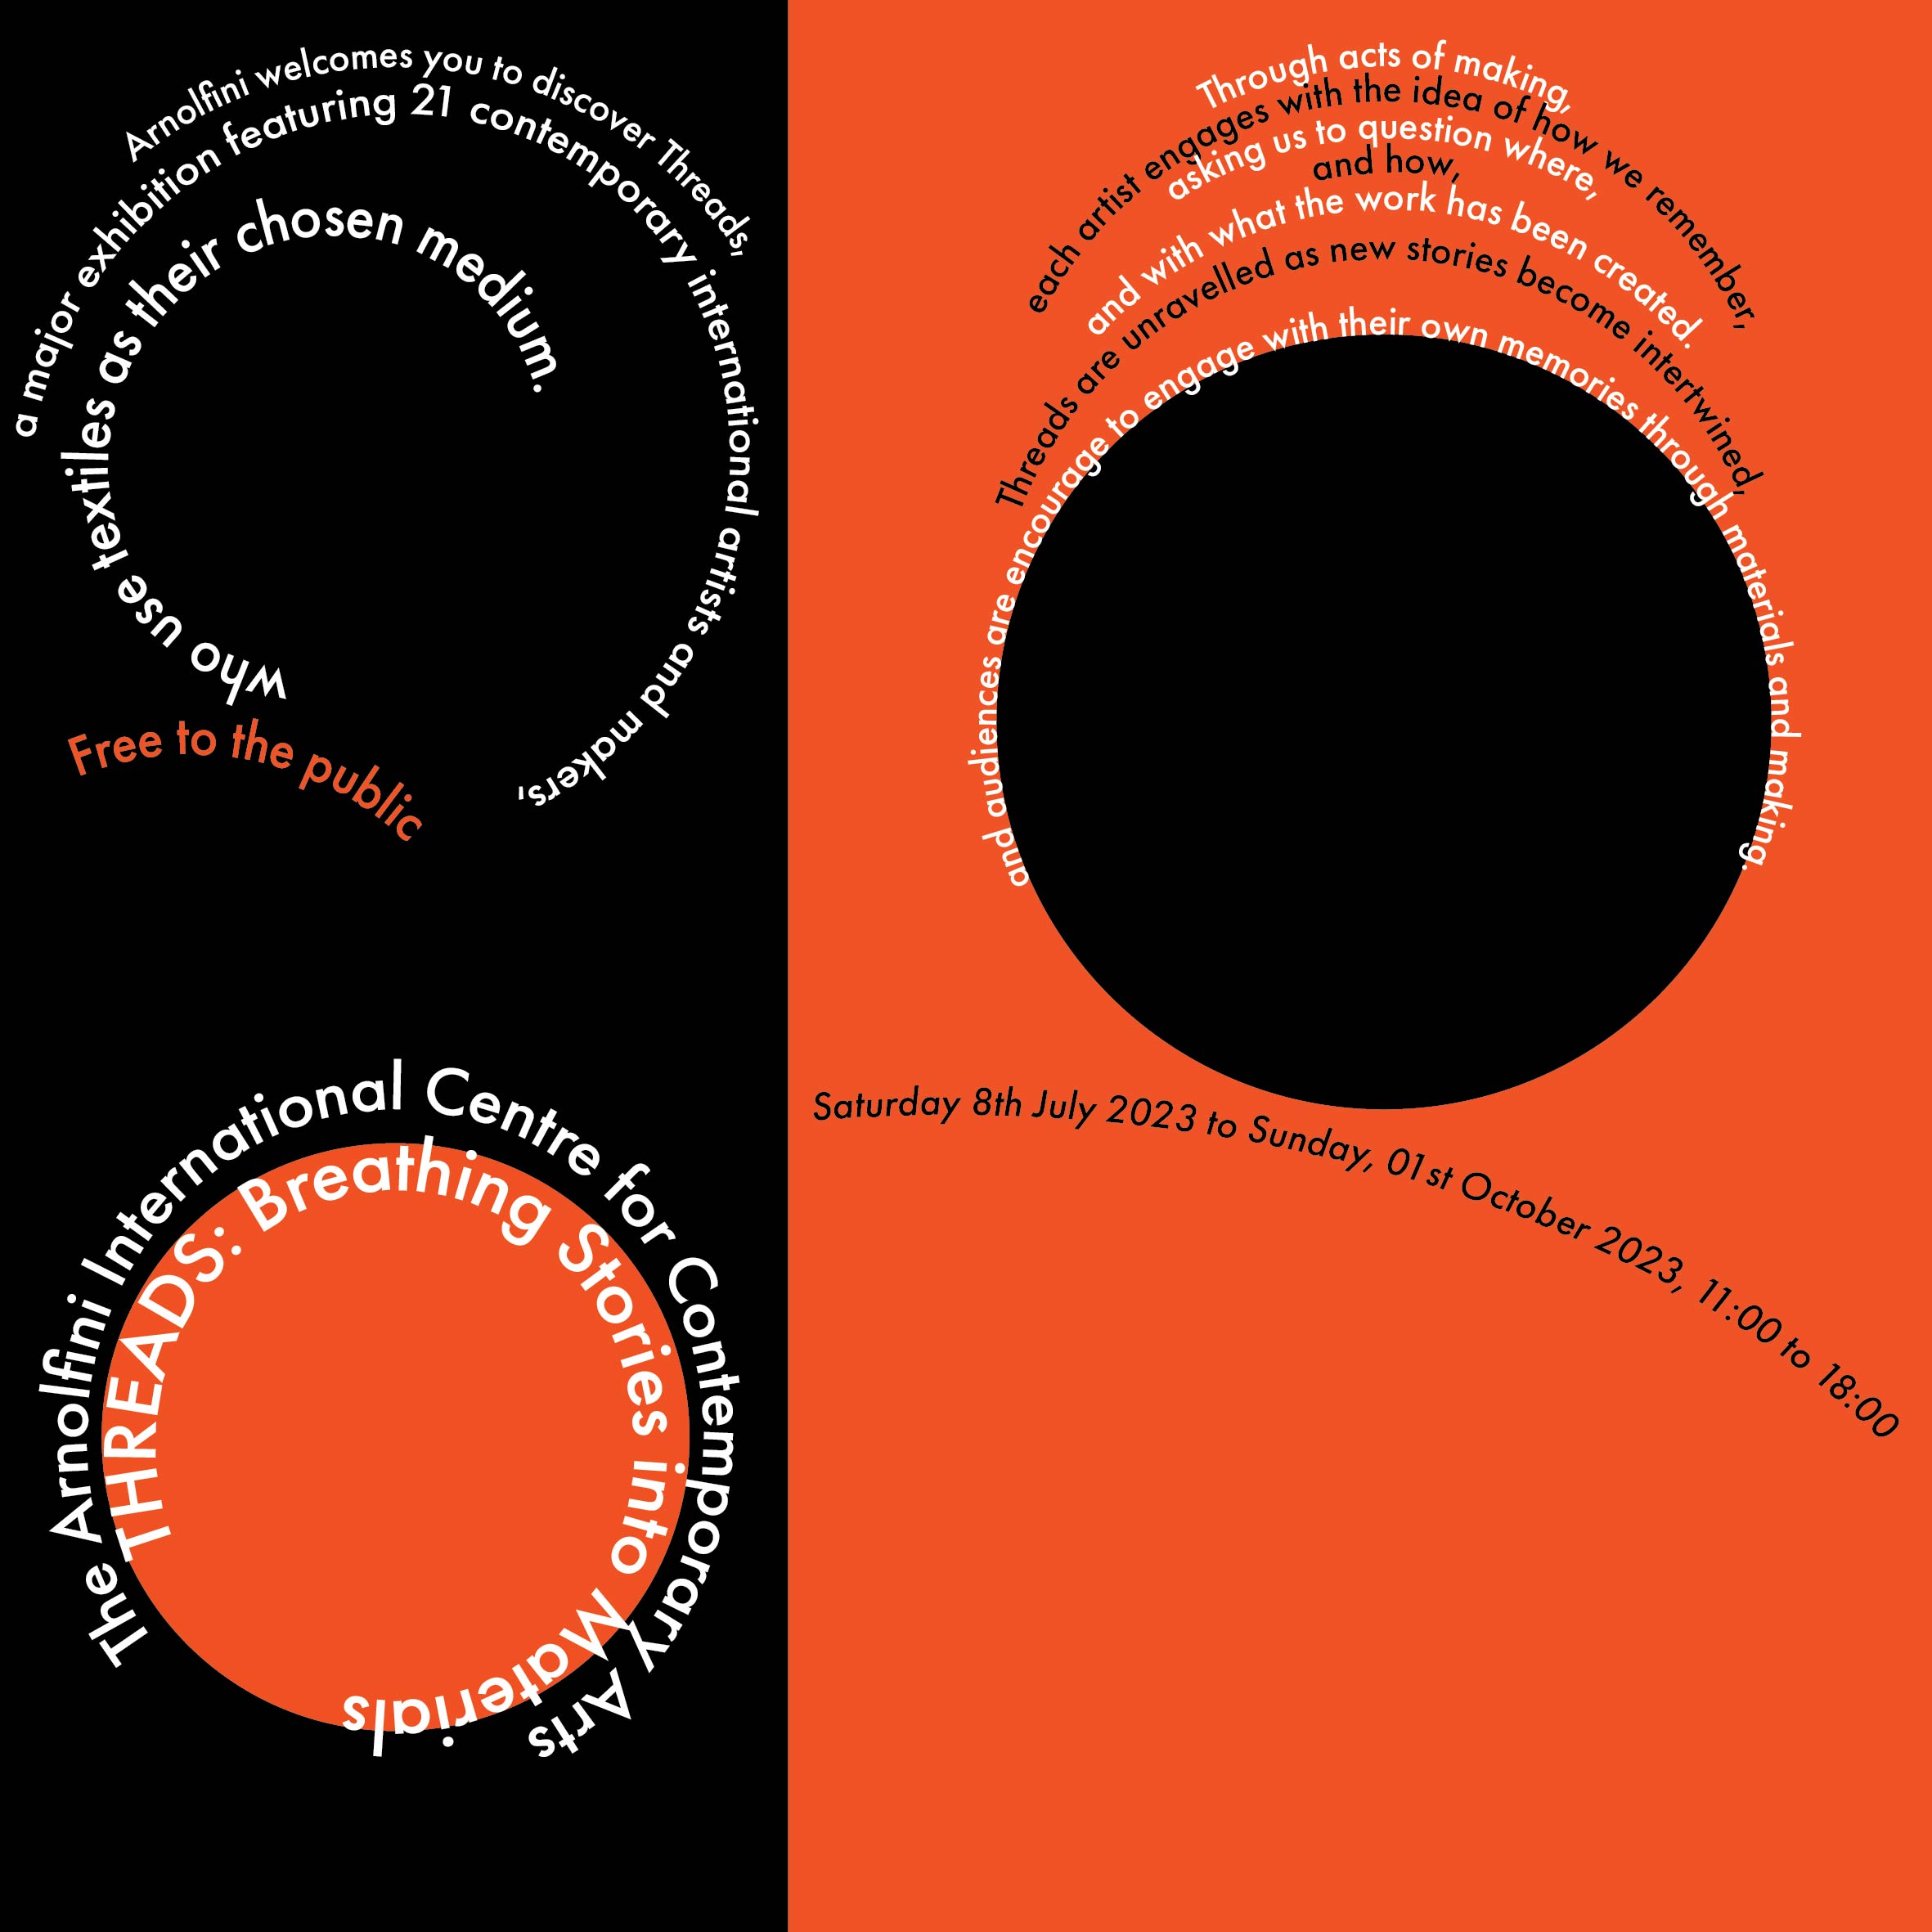 Arnolfini welcomes you to discover Threads,
a major exhibition featuring 21 contemporary international artists and makers,
who use textiles as their chosen medium.
Free to the public
The Arnolfini International Centre for Contemporary Arts
THREADS: Breathing Stories into Materials
Through acts of making,
each artist engages with the idea of how we remember,
asking us to question where,
and how,
and with what the work has been created.
Threads are unravelled as new stories become intertwined,
and audiences are encourage to engage with their own memories through materials and making.
Saturday 8th July 2023 to Sunday, 01st October 2023, 11:00 to 18:00